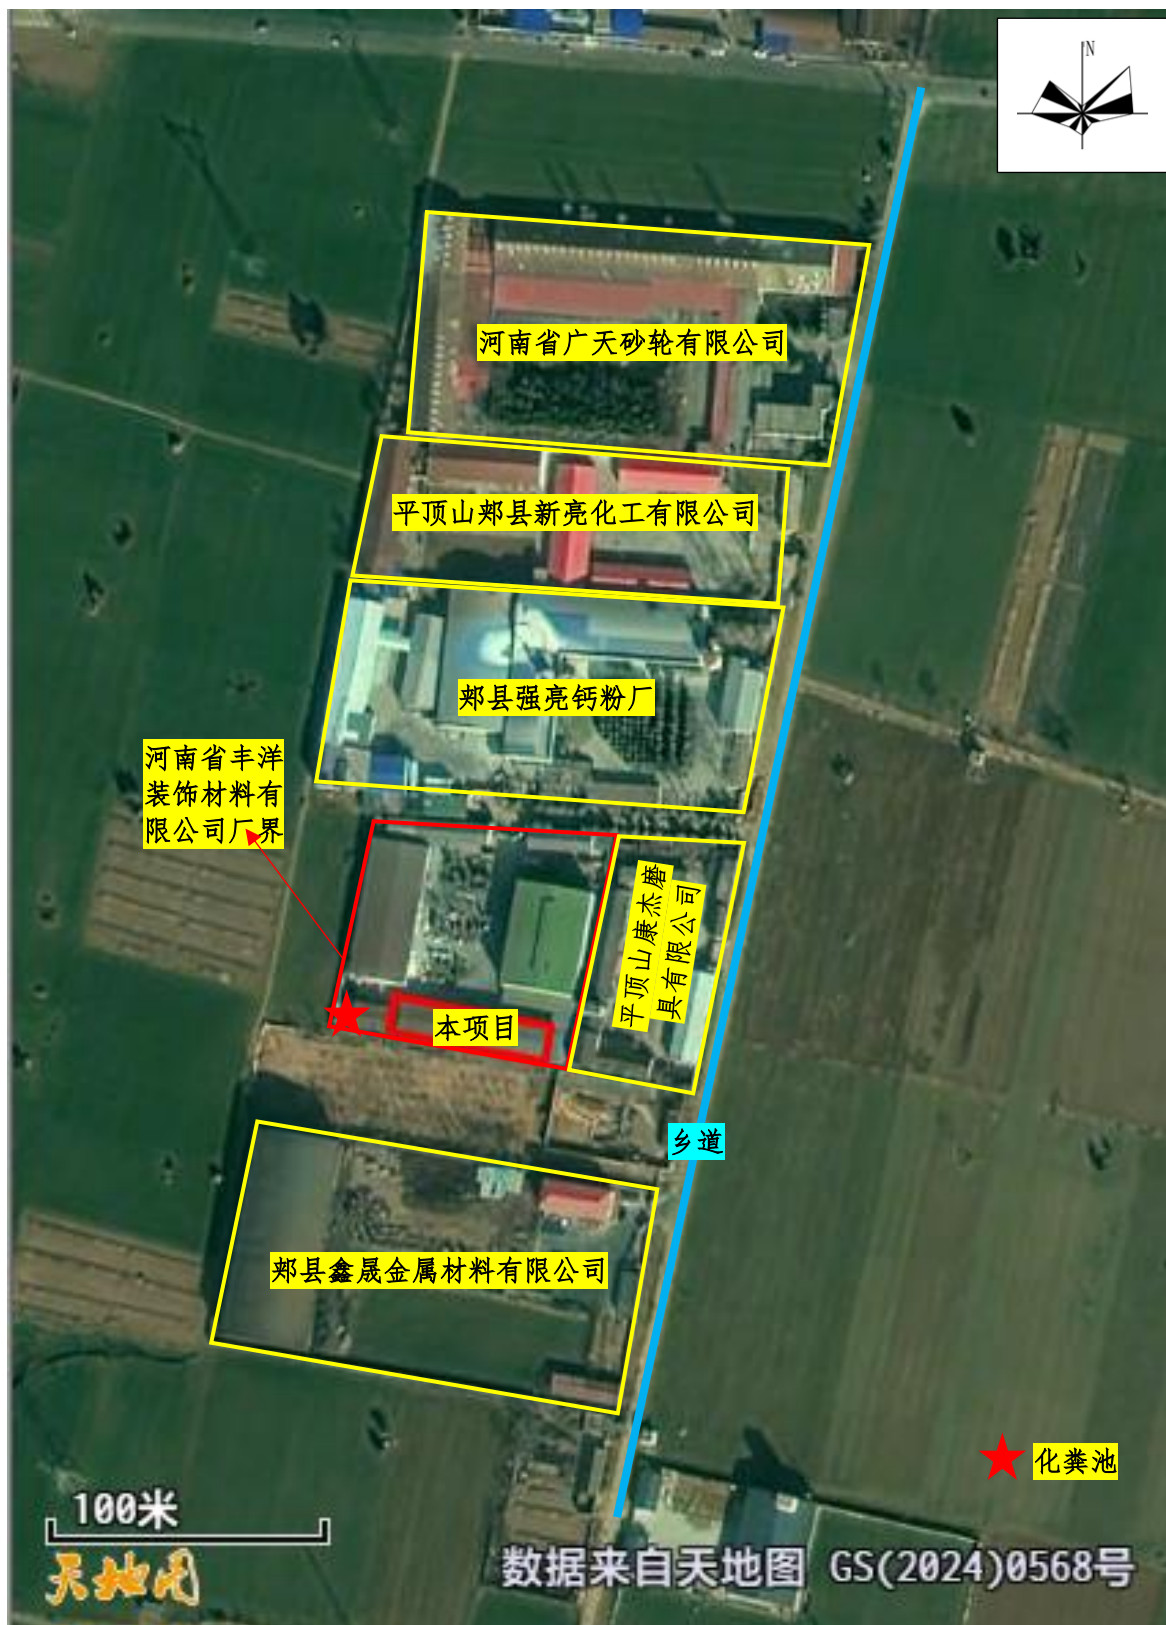 N
河南省广天砂轮有限公司
平顶山郏县新亮化工有限公司
郏县强亮钙粉厂
河南省丰洋
装饰材料有
限公司厂界
平顶山康杰磨
具有限公司
本项目
乡道
郏县鑫晟金属材料有限公司
化粪池
100米
天地图
数据来自天地图 GS(2024)0568号